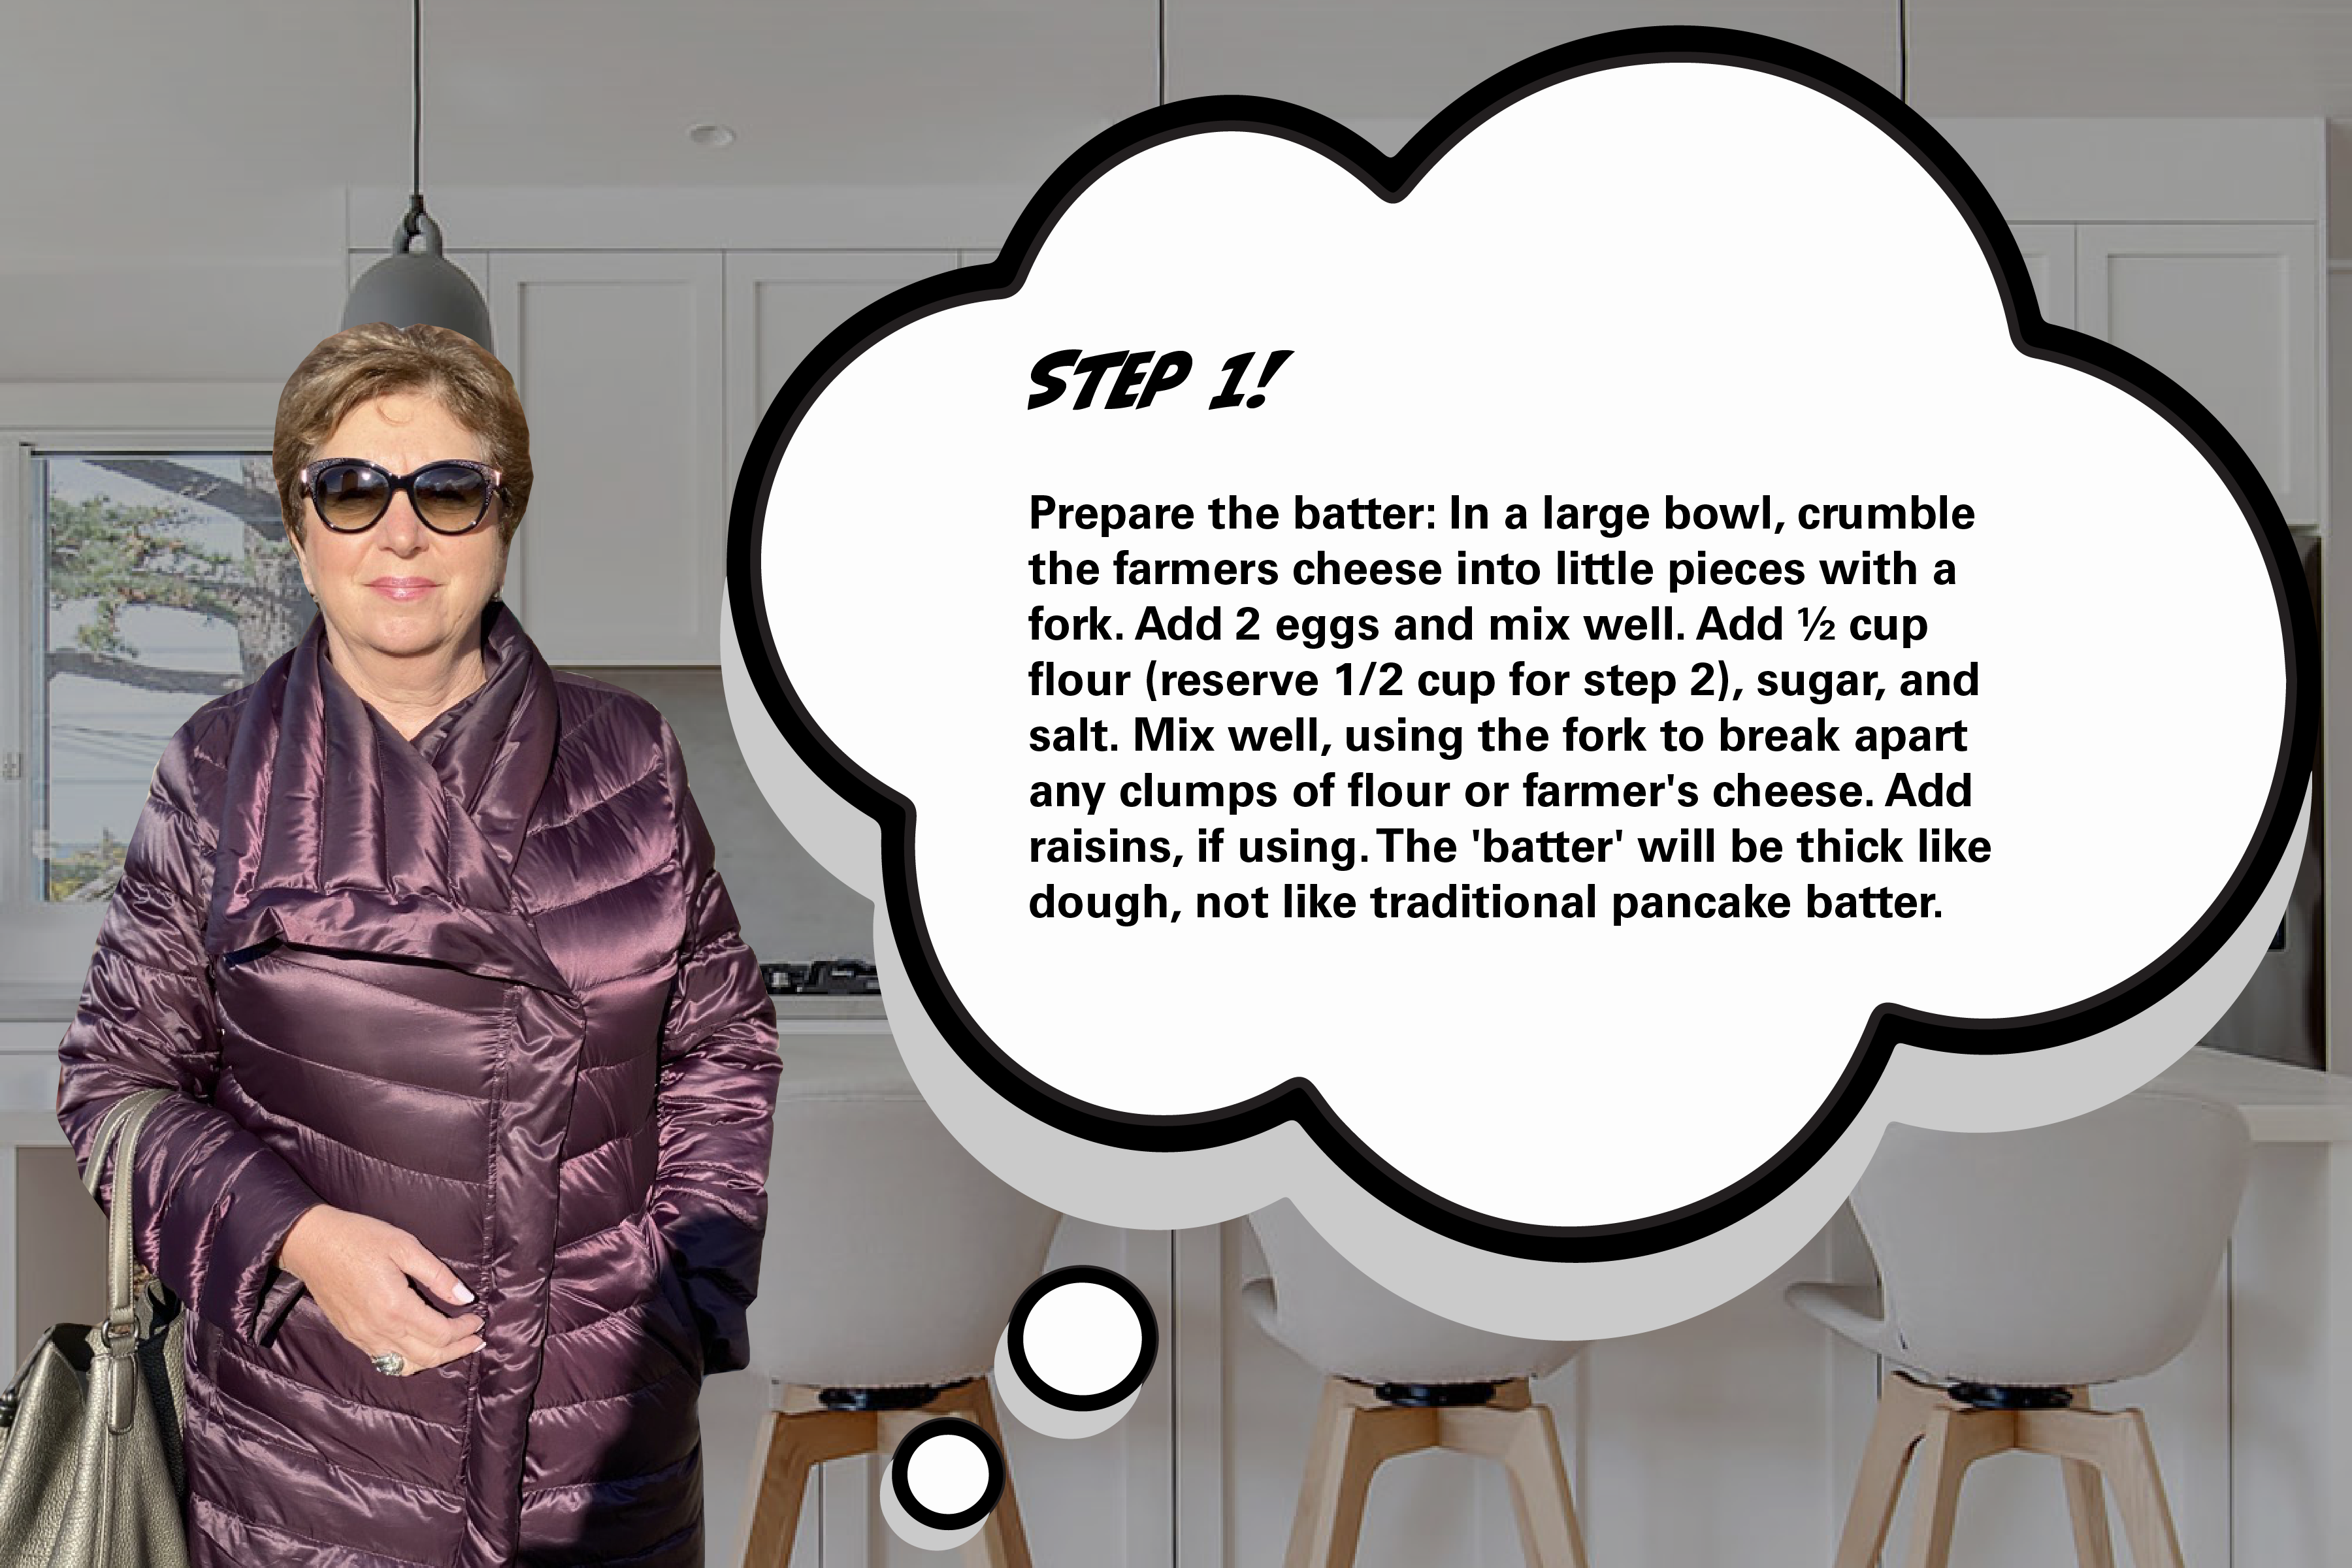 STEP 1!
Prepare the batter: In a large bowl, crumble
the farmers cheese into little pieces with a
fork. Add 2 eggs and mix well. Add ½ cup
flour (reserve 1/2 cup for step 2), sugar, and
salt. Mix well, using the fork to break apart
any clumps of flour or farmer's cheese. Add
raisins, if using. The 'batter' will be thick like
dough, not like traditional pancake batter.